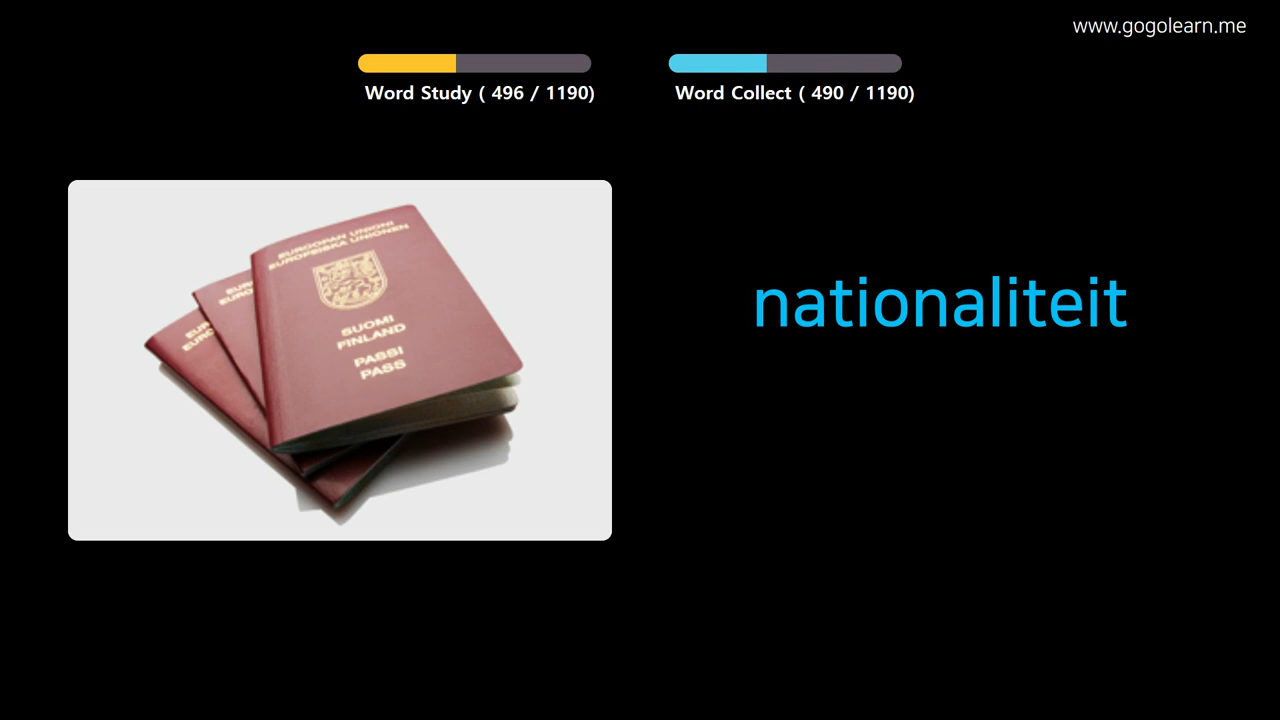 www.gogolearn.me
Word Study ( 496 / 1190)
Word Collect ( 490 / 1190)
EUROOPAN UNIONI
EUROPEISKA UNIONEN
SUOMI
FINLAND
PASSI
PASS
nationaliteit